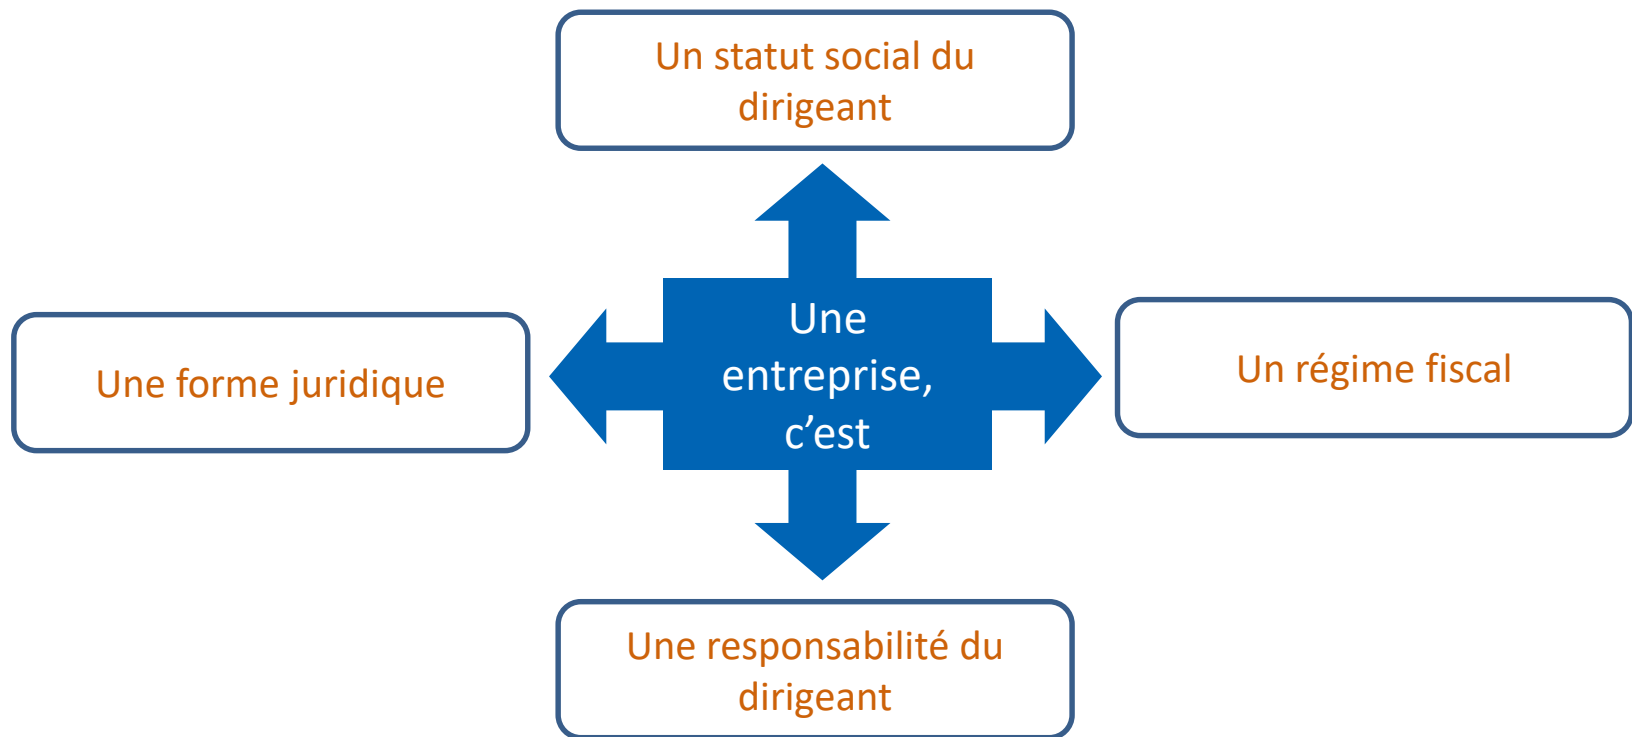 Un statut social du
dirigeant
Une forme juridique
Une
entreprise,
c’est
Un régime fiscal
Une responsabilité du
dirigeant